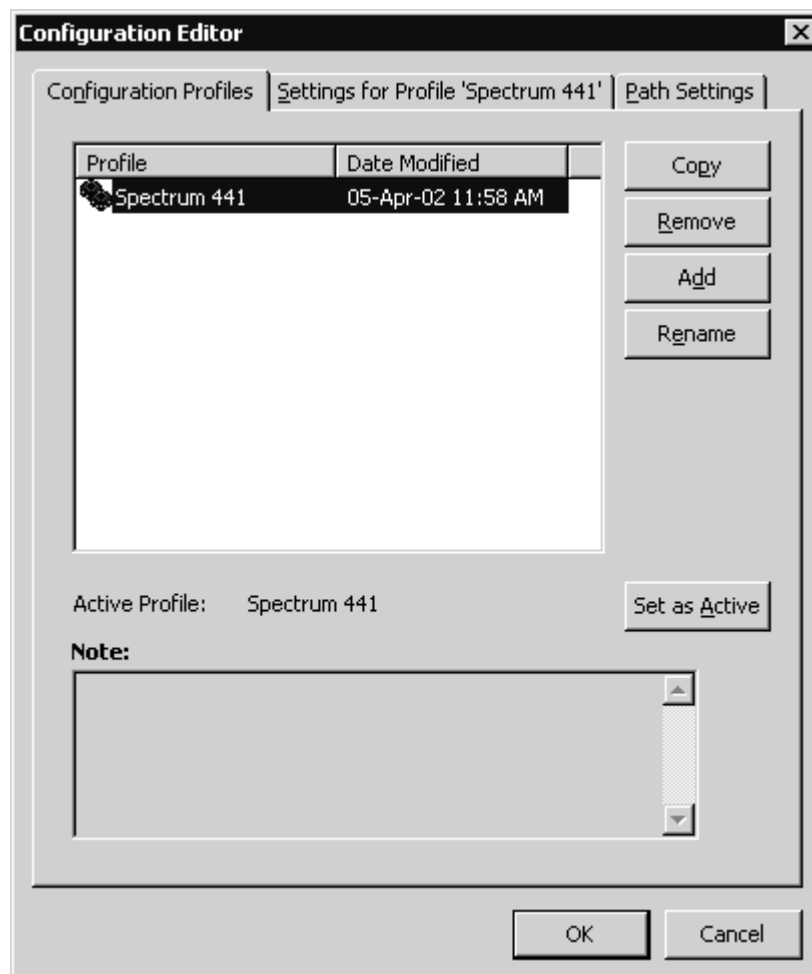 Configuration Editor
Configuration Profiles Settings for Profile 'Spectrum 441' Path Settings
Profile Date Modified
Spectrum 441 05-Apr-02 11:58 AM
Copy
Remove
Add
Rename
Active Profile: Spectrum 441 Set as Active
Note:
OK Cancel